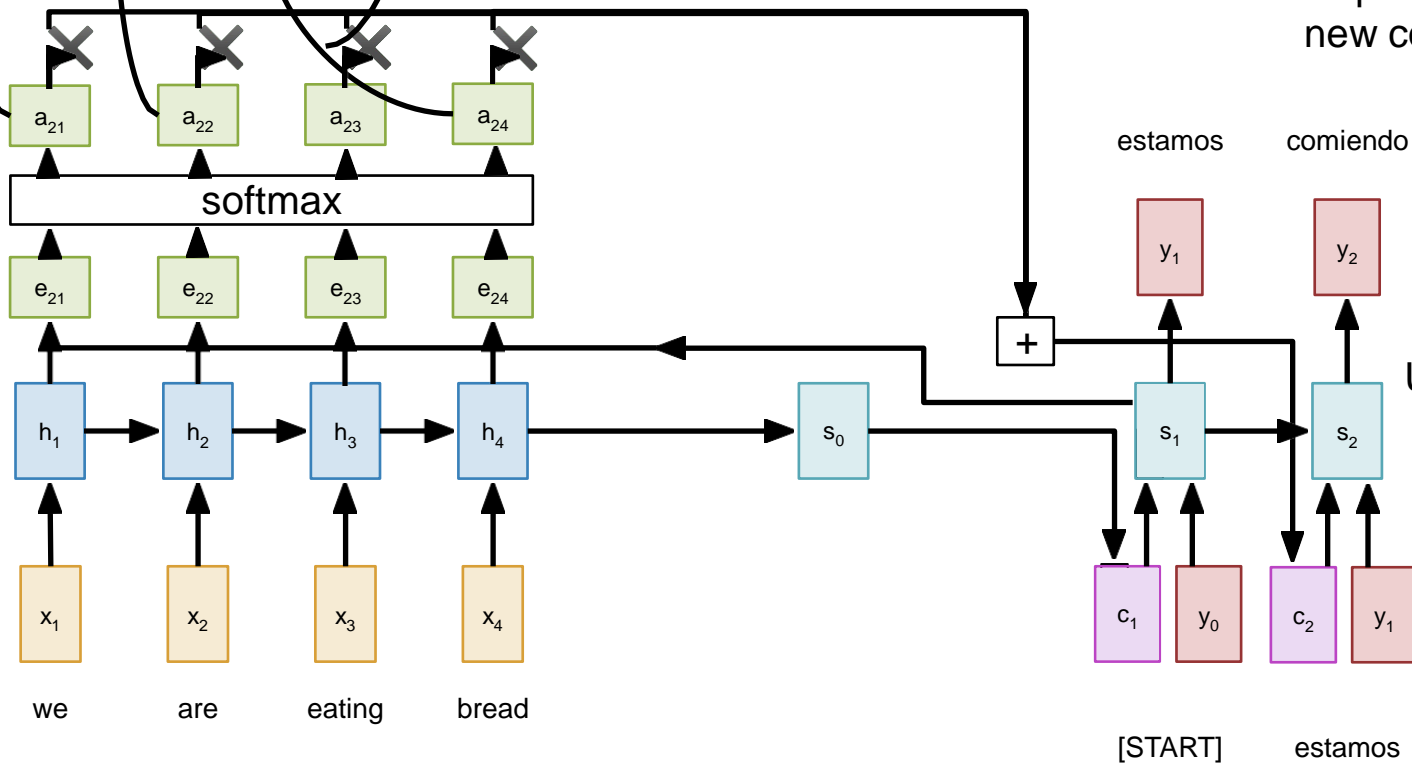 new c
a21 a22 a23 a24
estamos comiendo
softmax
y1 y2
e21 e22 e23 e24
+
h1 h2 h3 h4 s0 s1 s2
x1 x2 x3 x4 c1 y0 c2 y1
we are eating bread
[START] estamos